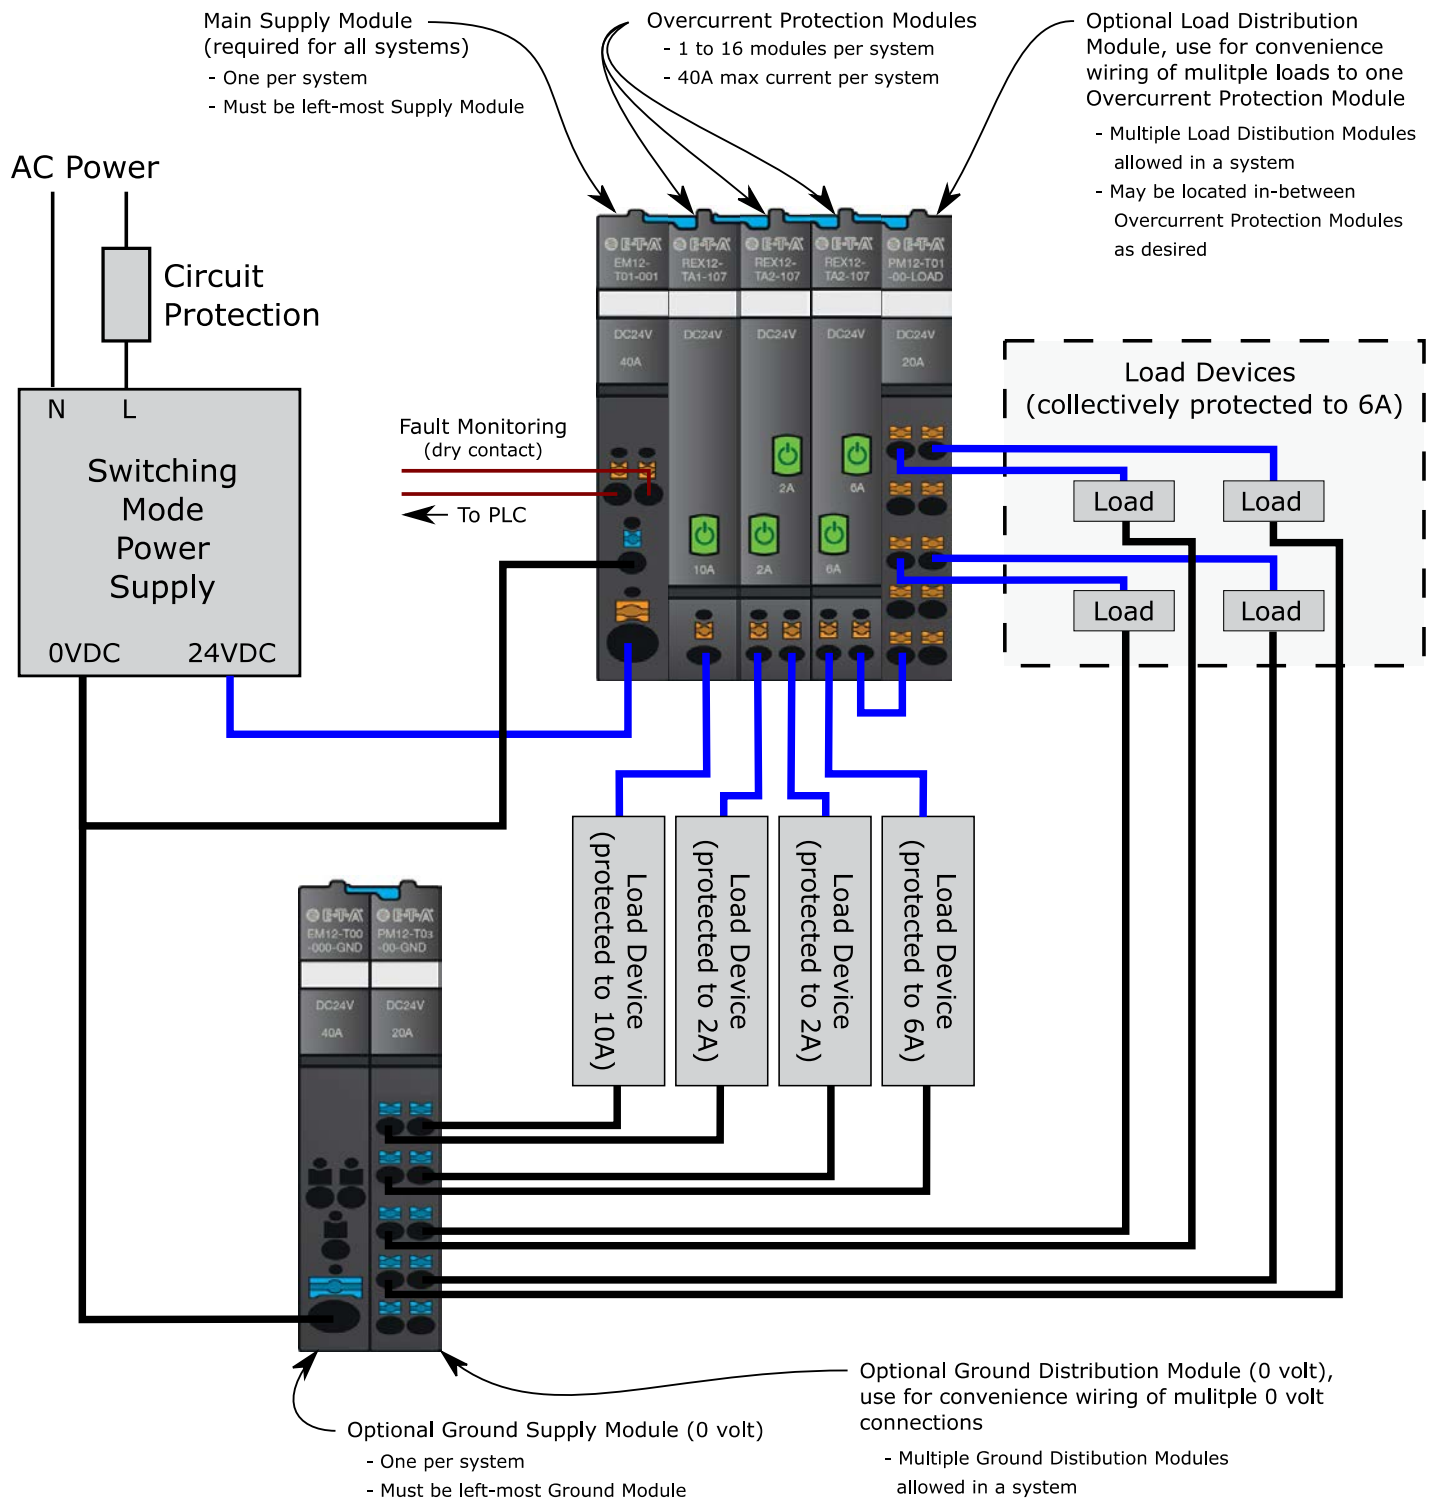 Main Supply Module
(required for all systems)
- One per system
- Must be left-most Supply Module
Overcurrent Protection Modules
- 1 to 16 modules per system
- 40A max current per system
Optional Load Distribution
Module, use for convenience
wiring of mulitple loads to one
Overcurrent Protection Module
- Multiple Load Distibution Modules
allowed in a system
- May be located in-between
Overcurrent Protection Modules
as desired
AC Power
Circuit
Protection
N L
Switching
Mode
Power
Supply
0VDC 24VDC
Fault Monitoring
(dry contact)
To PLC
E-T-A
EM12-
T01-001
DC24V
40A
E-T-A
REX12-
TA1-107
DC24V
10A
E-T-A
REX12-
TA2-107
DC24V
2A
2A
E-T-A
REX12-
TA2-107
DC24V
6A
6A
E-T-A
PM12-T01
-00-LOAD
DC24V
20A
Load Devices
(collectively protected to 6A)
Load
Load
Load
Load
Load Device
(protected to 10A)
Load Device
(protected to 2A)
Load Device
(protected to 2A)
Load Device
(protected to 6A)
E-T-A
EM12-T00
-000-GND
DC24V
40A
E-T-A
PM12-T03
-00-GND
DC24V
20A
Optional Ground Supply Module (0 volt)
- One per system
- Must be left-most Ground Module
Optional Ground Distribution Module (0 volt),
use for convenience wiring of mulitple 0 volt
connections
- Multiple Ground Distibution Modules
allowed in a system